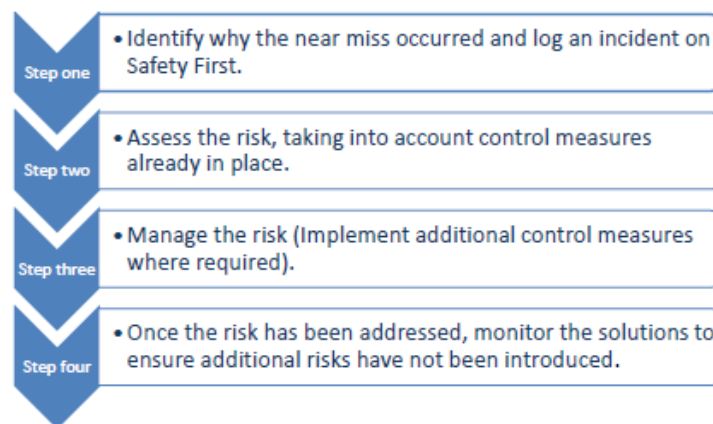 Step one
• Identify why the near miss occurred and log an incident on
Safety First.
Step two
• Assess the risk, taking into account control measures
already in place.
Step three
• Manage the risk (Implement additional control measures
where required).
Step four
• Once the risk has been addressed, monitor the solutions to
ensure additional risks have not been introduced.